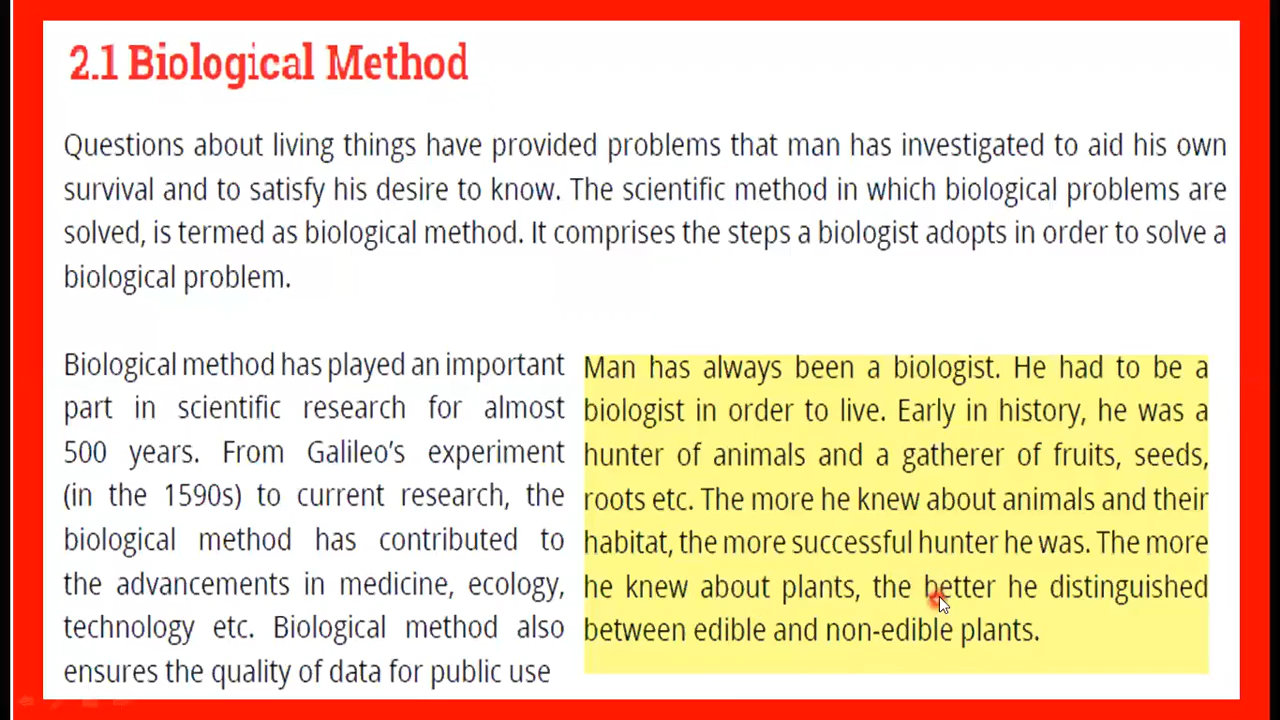 2.1 Biological Method
Questions about living things have provided problems that man has investigated to aid his own
survival and to satisfy his desire to know. The scientific method in which biological problems are
solved, is termed as biological method. It comprises the steps a biologist adopts in order to solve a
biological problem.
Biological method has played an important
part in scientific research for almost
500 years. From Galileo’s experiment
(in the 1590s) to current research, the
biological method has contributed to
the advancements in medicine, ecology,
technology etc. Biological method also
ensures the quality of data for public use
Man has always been a biologist. He had to be a
biologist in order to live. Early in history, he was a
hunter of animals and a gatherer of fruits, seeds,
roots etc. The more he knew about animals and their
habitat, the more successful hunter he was. The more
he knew about plants, the better he distinguished
between edible and non-edible plants.